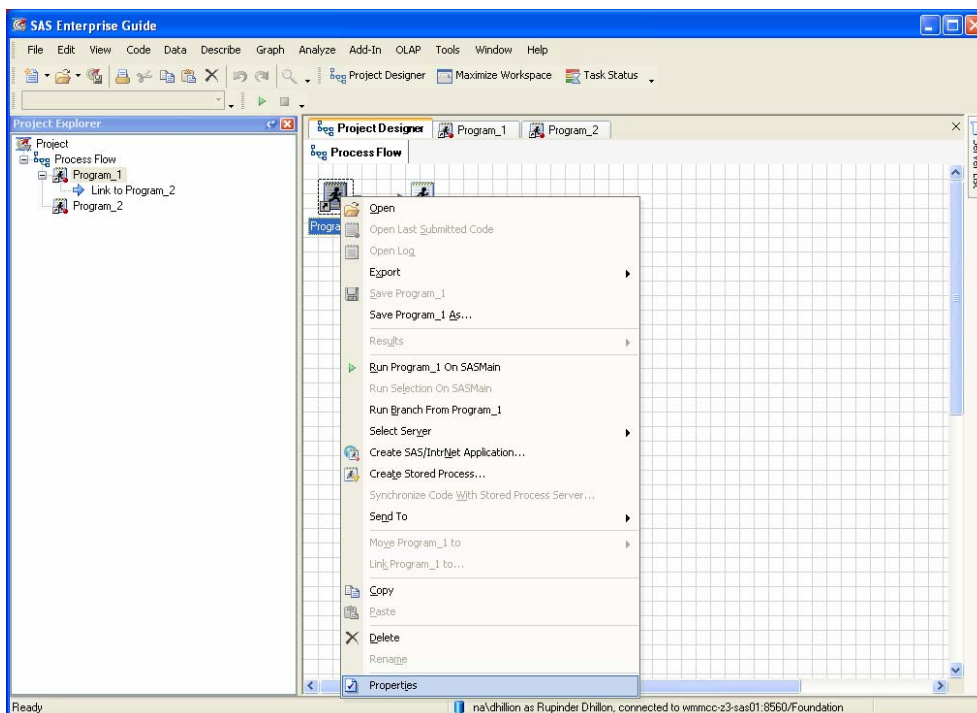 SAS Enterprise Guide
File Edit View Code Data Describe Graph Analyze Add-In OLAP Tools Window Help
Project Designer Maximize Workspace Task Status
Project Explorer
Project
Process Flow
Program_1
Link to Program_2
Program_2
Project Designer Program_1 Program_2
Process Flow
Open
Open Last Submitted Code
Open Log
Export
Save Program_1
Save Program_1 As...
Results
Run Program_1 On SASMain
Run Selection On SASMain
Run Branch From Program_1
Select Server
Create SAS/IntrNet Application...
Create Stored Process...
Synchronize Code With Stored Process Server...
Send To
Move Program_1 to
Link Program_1 to...
Copy
Paste
Delete
Rename
Properties
Ready
na\dhillion as Rupinder Dhillon, connected to wmmcc-z3-sas01:8560/Foundation